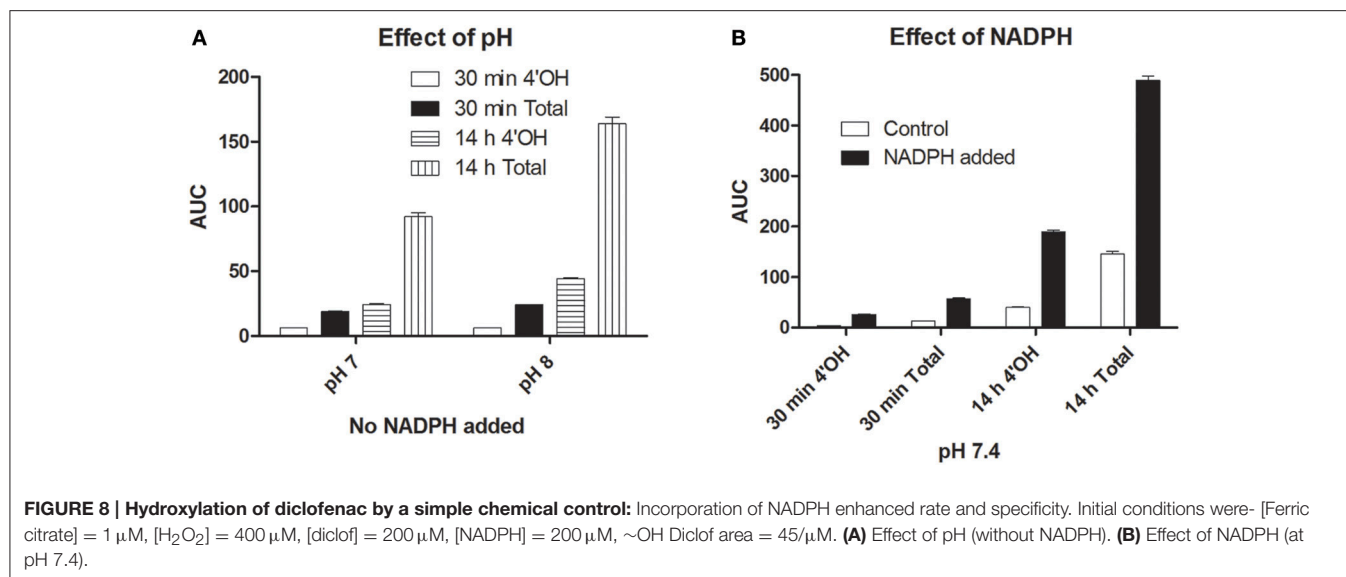 A
Effect of pH
30 min 4'OH
30 min Total
14 h 4'OH
14 h Total
AUC
200
150
100
50
0
pH 7
pH 8
No NADPH added
B
Effect of NADPH
Control
NADPH added
AUC
500
400
300
200
100
0
30 min 4'OH
30 min Total
14 h 4'OH
14 h Total
pH 7.4
FIGURE 8 | Hydroxylation of diclofenac by a simple chemical control: Incorporation of NADPH enhanced rate and specificity. Initial conditions were- [Ferric
citrate] = 1 μM, [H₂O₂] = 400 μM, [diclof] = 200 μM, [NADPH] = 200 μM, ~OH Diclof area = 45/μM. (A) Effect of pH (without NADPH). (B) Effect of NADPH (at
pH 7.4).